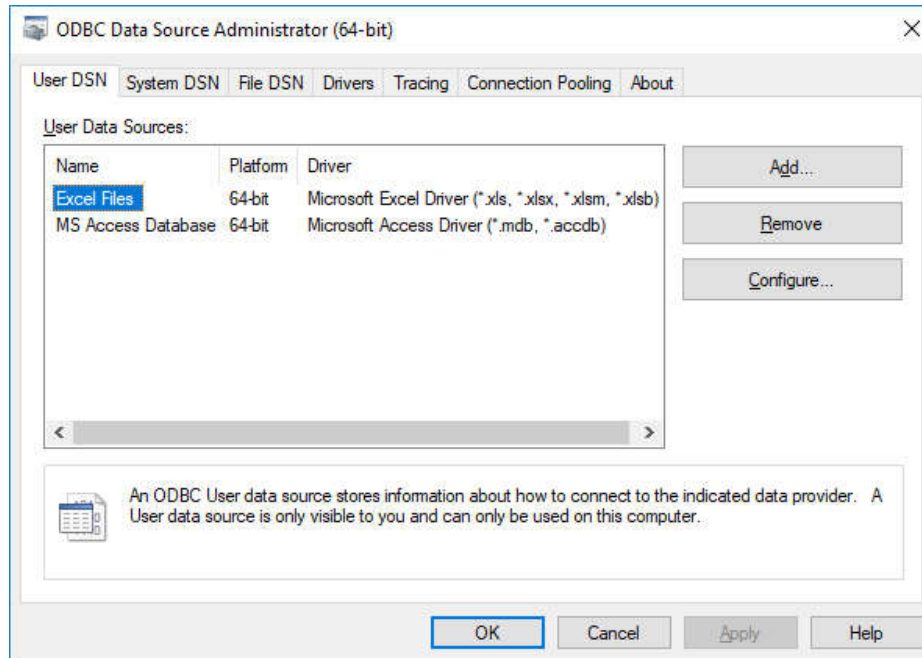 ODBC Data Source Administrator (64-bit)
User DSN System DSN File DSN Drivers Tracing Connection Pooling About
User Data Sources:
Name Platform Driver
Excel Files 64-bit Microsoft Excel Driver (*.xls, *.xlsx, *.xlsm, *.xlsb)
MS Access Database 64-bit Microsoft Access Driver (*.mdb, *.accdb)
Add...
Remove
Configure...
An ODBC User data source stores information about how to connect to the indicated data provider. A
User data source is only visible to you and can only be used on this computer.
OK Cancel Apply Help